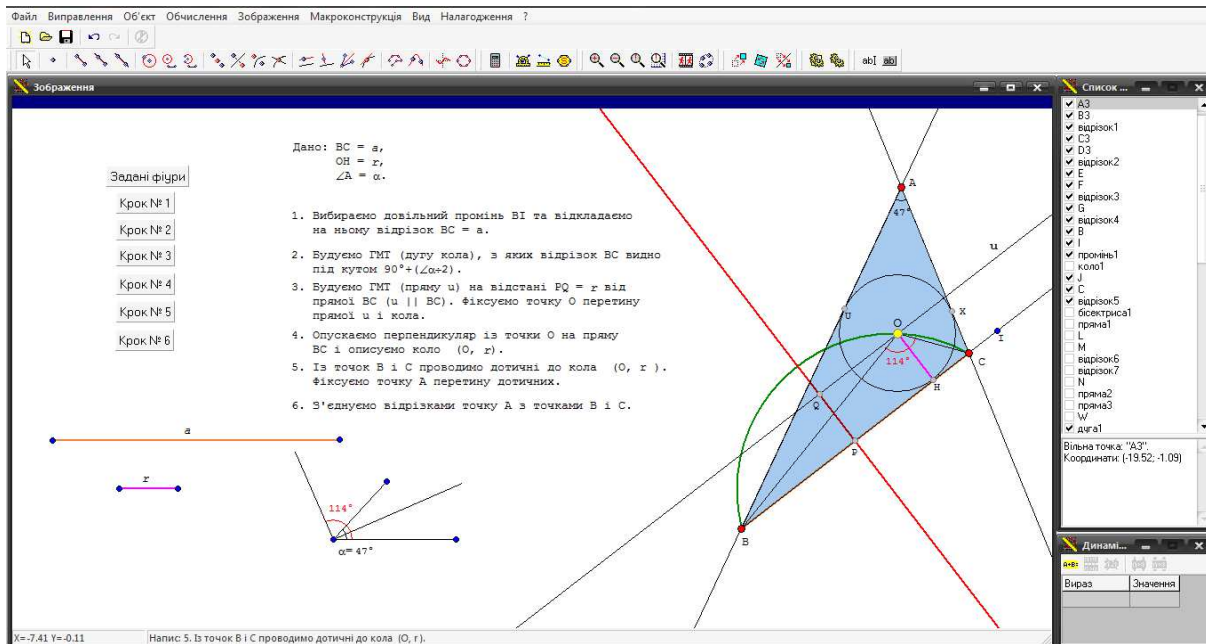 Файл Виправлення Об'єкт Обчислення Зображення Макроконструкція Вид Налагодження ?
abI ab|
Зображення
Дано: BC = a,
OH = r,
∠A = α.
Задані фіури
Крок № 1
Крок № 2
Крок № 3
Крок № 4
Крок № 5
Крок № 6
1. Вибираємо довільний промінь BI та відкладаємо
на ньому відрізок BC = a.
2. Будуємо ГМТ (дугу кола), з яких відрізок BC видно
під кутом 90°+(∠α÷2).
3. Будуємо ГМТ (пряму u) на відстані PQ = r від
прямої BC (u || BC). Фіксуємо точку O перетину
прямої u і кола.
4. Опускаємо перпендикуляр із точки O на пряму
BC і описуємо коло (O, r).
5. Із точок B і C проводимо дотичні до кола (O, r ).
Фіксуємо точку A перетину дотичних.
6. З'єднуємо відрізками точку A з точками B і C.
a
r
114°
α=47°
A
47°
u
U
X
O
I
114°
C
H
Q
P
B
Список ...
A3
B3
відрізок1
C3
D3
відрізок2
E
F
відрізок3
G
відрізок4
B
I
промінь1
коло1
J
C
відрізок5
бісектриса1
пряма1
L
M
відрізок6
відрізок7
N
пряма2
пряма3
W
дуга1
Вільна точка: "A3".
Координати: (-19.52; -1.09)
Динамі...
A+B=
Вираз Значення
X=-7.41 Y=-0.11 Напис: 5. Із точок B і C проводимо дотичні до кола (O, r ).